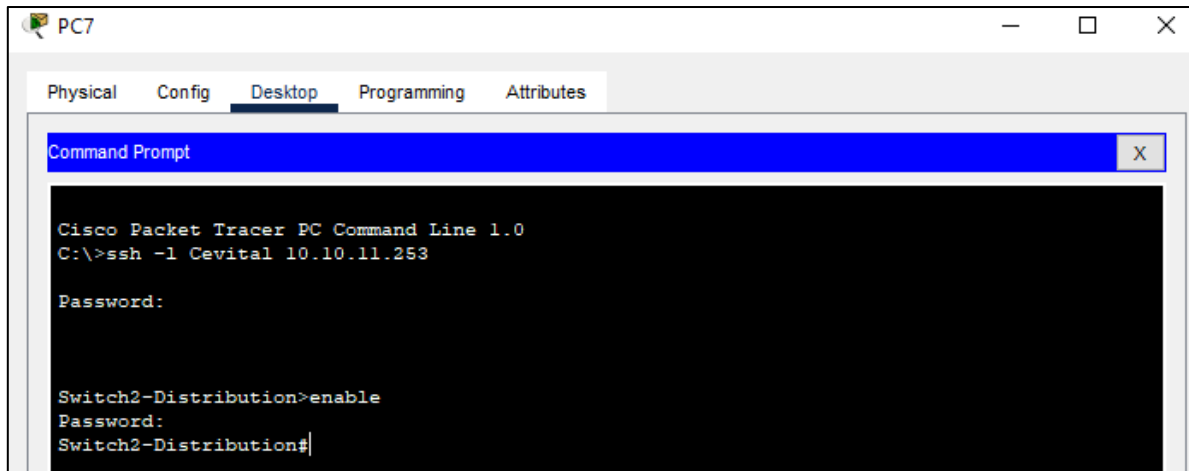 PC7
Physical Config Desktop Programming Attributes
Command Prompt
X
Cisco Packet Tracer PC Command Line 1.0
C:\>ssh -l Cevital 10.10.11.253
Password:
Switch2-Distribution>enable
Password:
Switch2-Distribution#